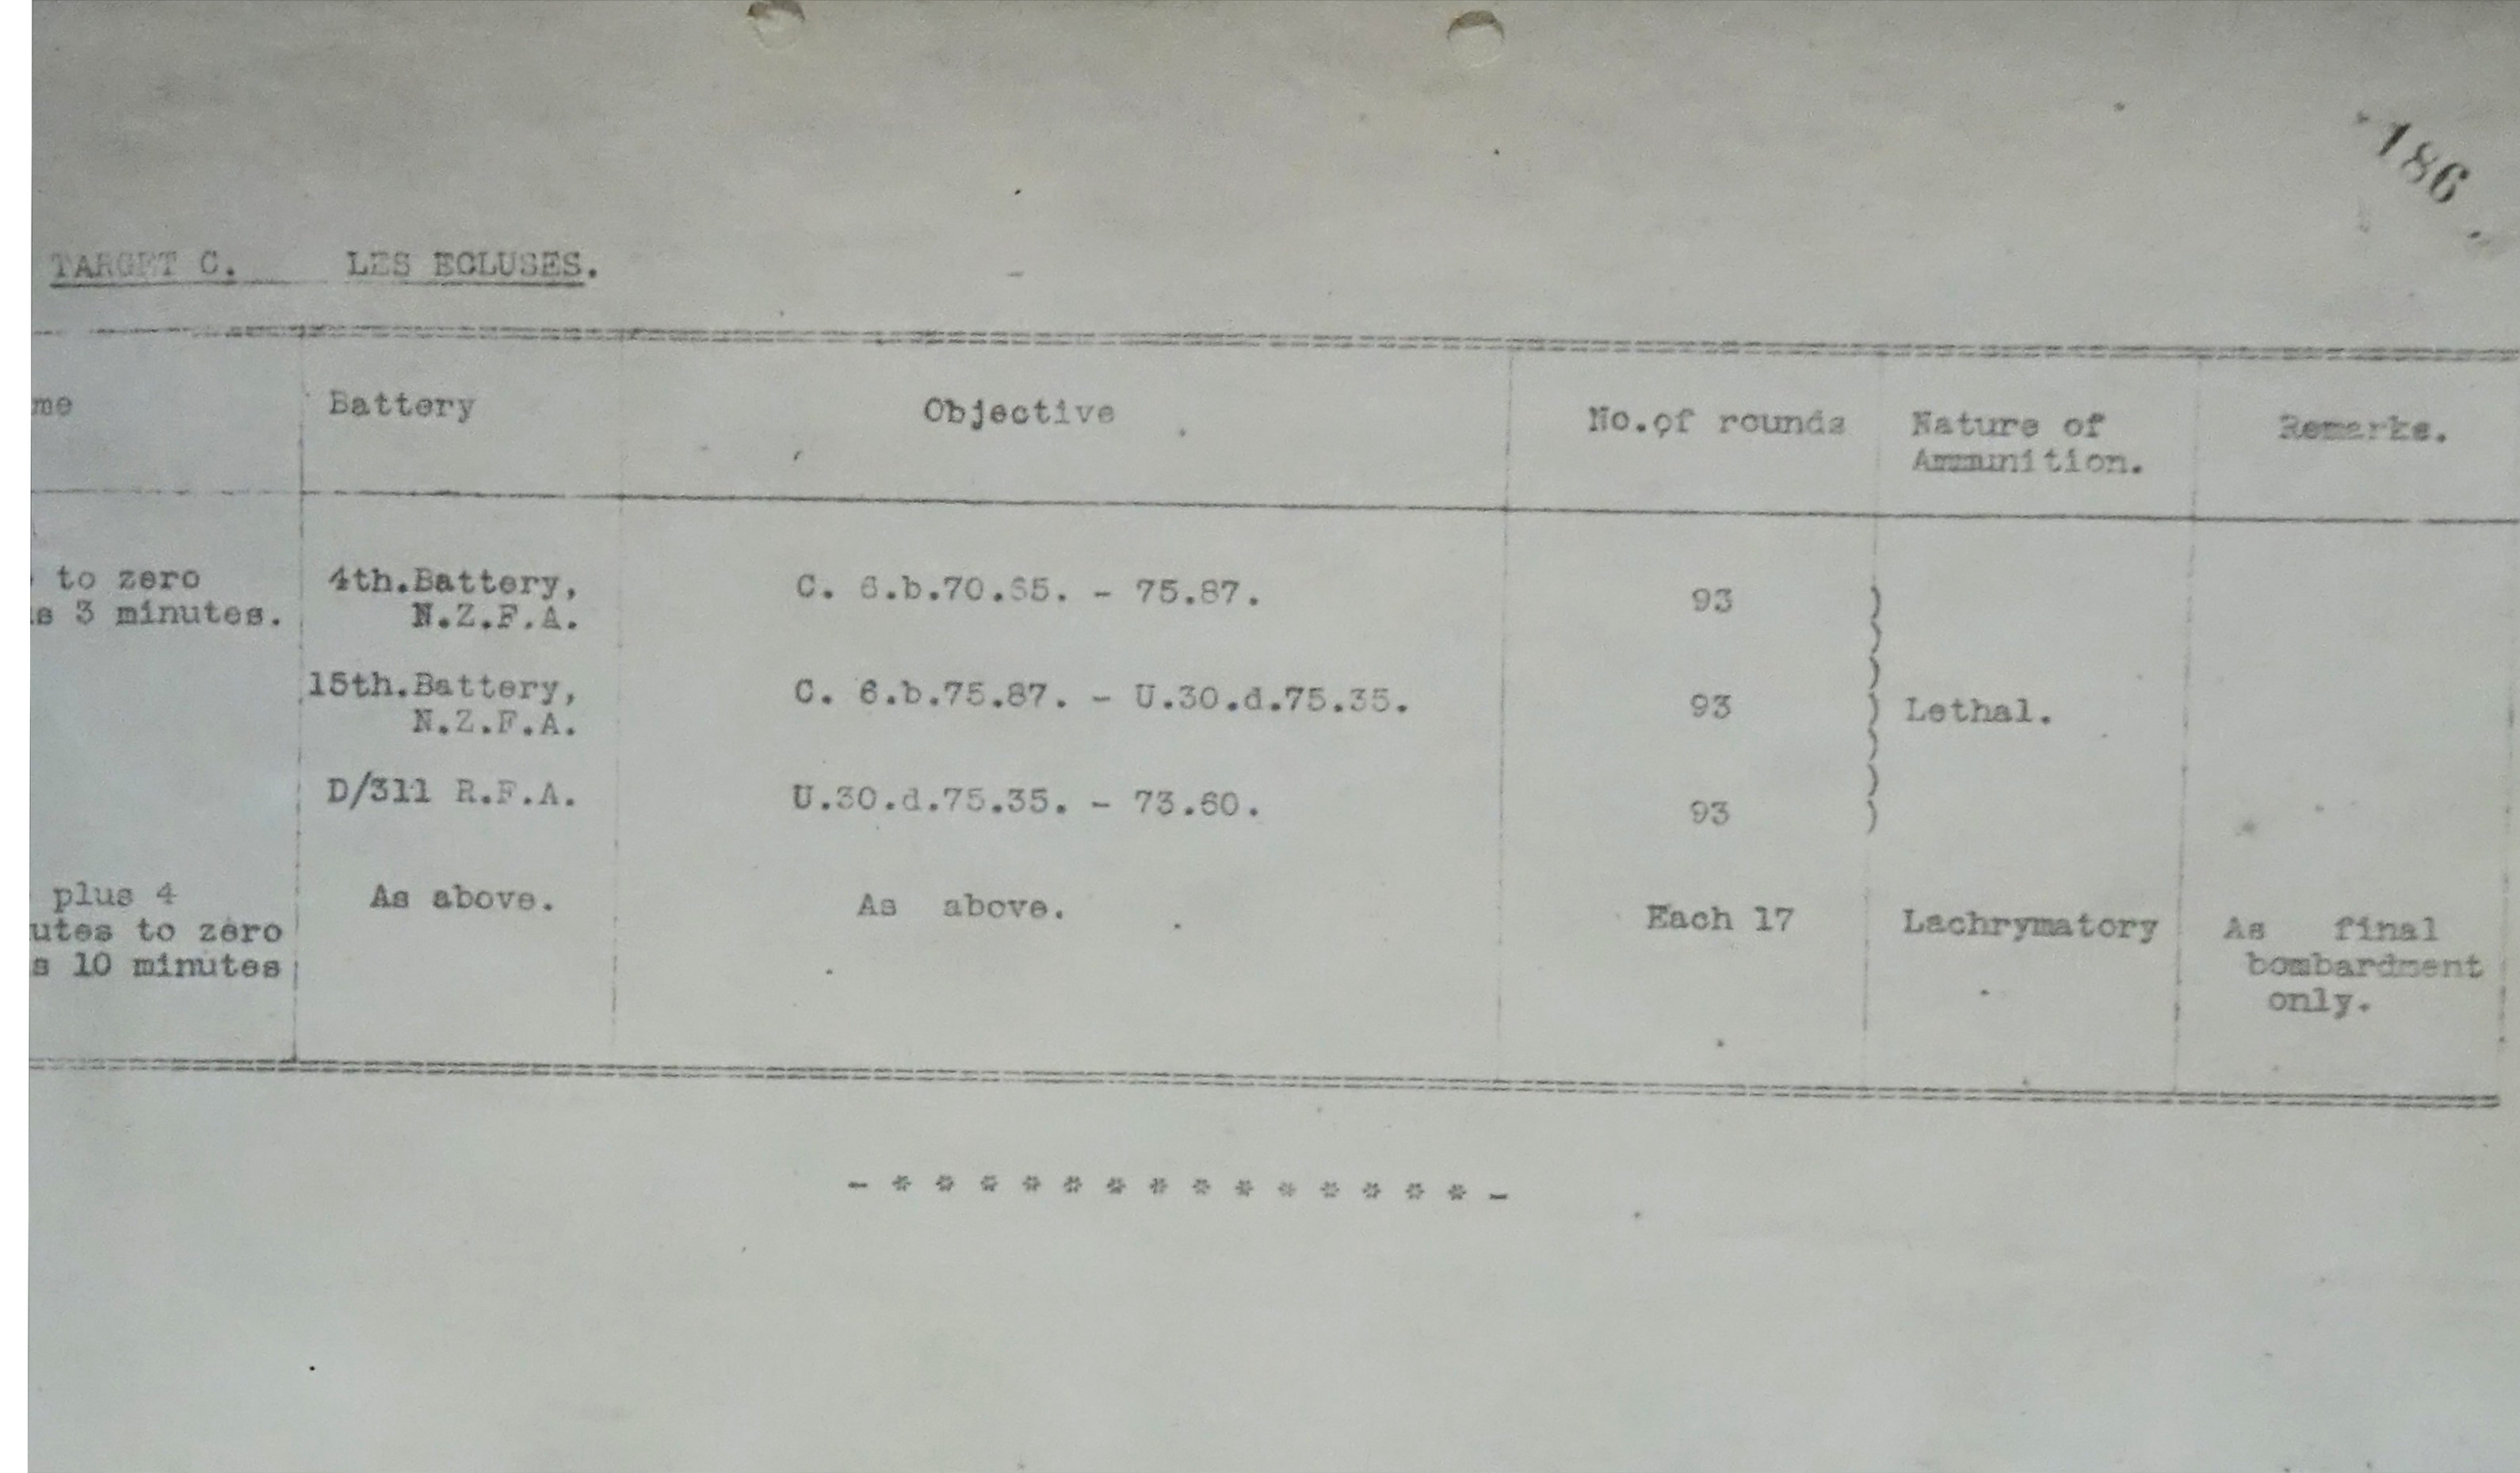 186
TARGET C. LES ECLUSES.
me Battery Objective No.of rounds Nature of Ammunition. Remarks.
to zero 4th.Battery, C. 6.b.70.65. - 75.87. 93
s 3 minutes. N.Z.F.A.
15th.Battery, C. 6.b.75.87. - U.30.d.75.35. 93 Lethal.
N.Z.F.A.
D/311 R.F.A. U.30.d.75.35. - 73.60. 93
plus 4 As above. As above. Each 17 Lachrymatory As final
utes to zero bombardment
s 10 minutes only.
- * * * * * * * * * * * * * * -